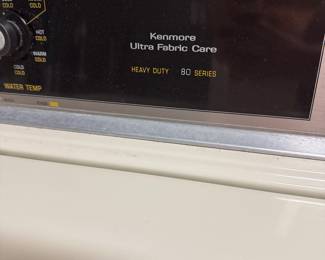 COLD
COLD
HOT
COLD
WARM
COLD
COLD
COLD
WATER TEMP
Kenmore
Ultra Fabric Care
HEAVY DUTY 80 SERIES